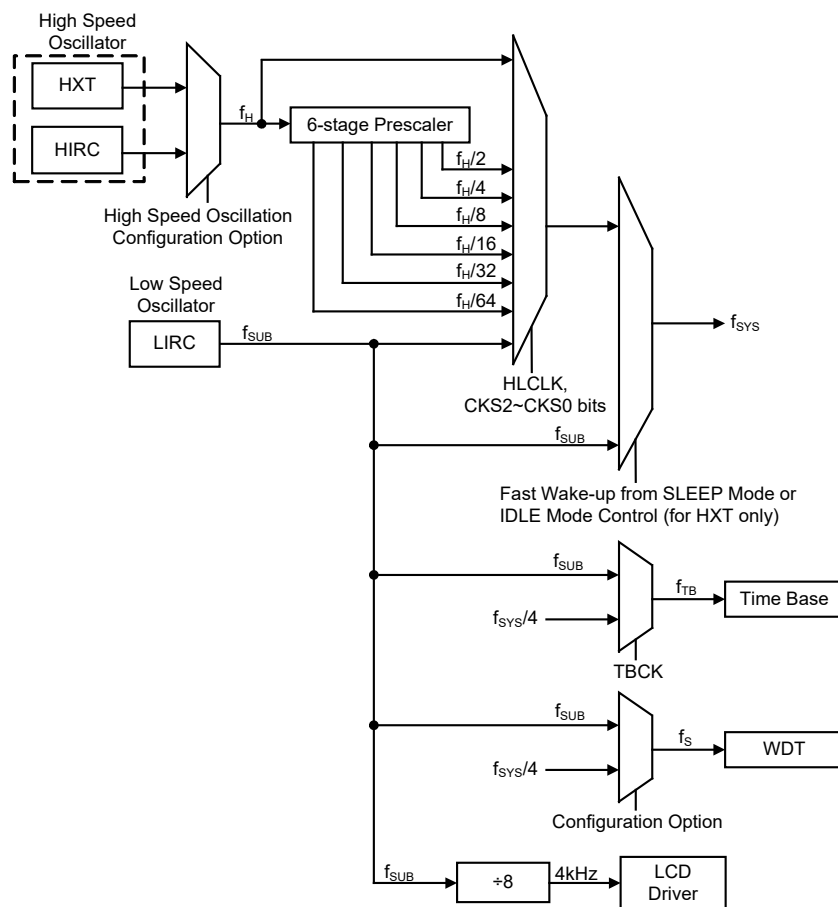 High Speed
Oscillator
HXT
HIRC
fH
6-stage Prescaler
fH/2
fH/4
fH/8
fH/16
fH/32
fH/64
High Speed Oscillation
Configuration Option
Low Speed
Oscillator
LIRC
fSUB
HLCLK,
CKS2~CKS0 bits
fSYS
fSUB
Fast Wake-up from SLEEP Mode or
IDLE Mode Control (for HXT only)
fSUB
fSYS/4
fTB
Time Base
TBCK
fSUB
fSYS/4
fS
WDT
Configuration Option
fSUB
÷8
4kHz
LCD
Driver